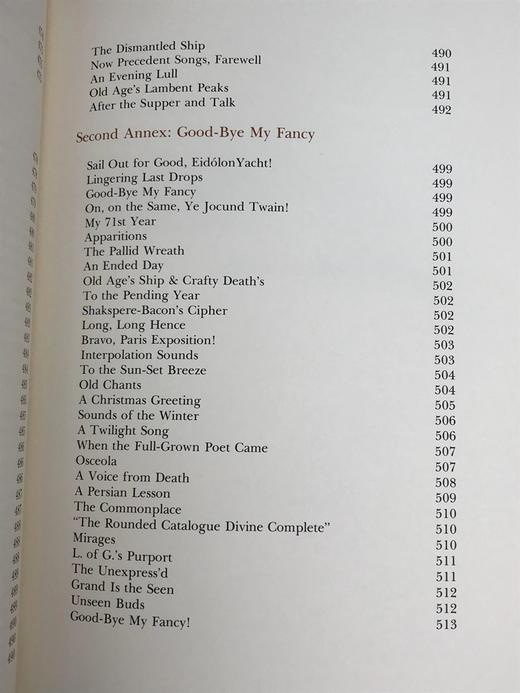 The Dismantled Ship 490
Now Precedent Songs, Farewell 491
An Evening Lull 491
Old Age's Lambent Peaks 491
After the Supper and Talk 492
Second Annex: Good-Bye My Fancy
Sail Out for Good, EidólonYacht! 499
Lingering Last Drops 499
Good-Bye My Fancy 499
On, on the Same, Ye Jocund Twain! 499
My 71st Year 500
Apparitions 500
The Pallid Wreath 501
An Ended Day 501
Old Age's Ship & Crafty Death's 502
To the Pending Year 502
Shakspere-Bacon's Cipher 502
Long, Long Hence 502
Bravo, Paris Exposition! 503
Interpolation Sounds 503
To the Sun-Set Breeze 504
Old Chants 504
A Christmas Greeting 505
Sounds of the Winter 506
A Twilight Song 506
When the Full-Grown Poet Came 507
Osceola 507
A Voice from Death 508
A Persian Lesson 509
The Commonplace 510
"The Rounded Catalogue Divine Complete" 510
Mirages 510
L. of G.'s Purport 511
The Unexpress'd 511
Grand Is the Seen 512
Unseen Buds 512
Good-Bye My Fancy! 513